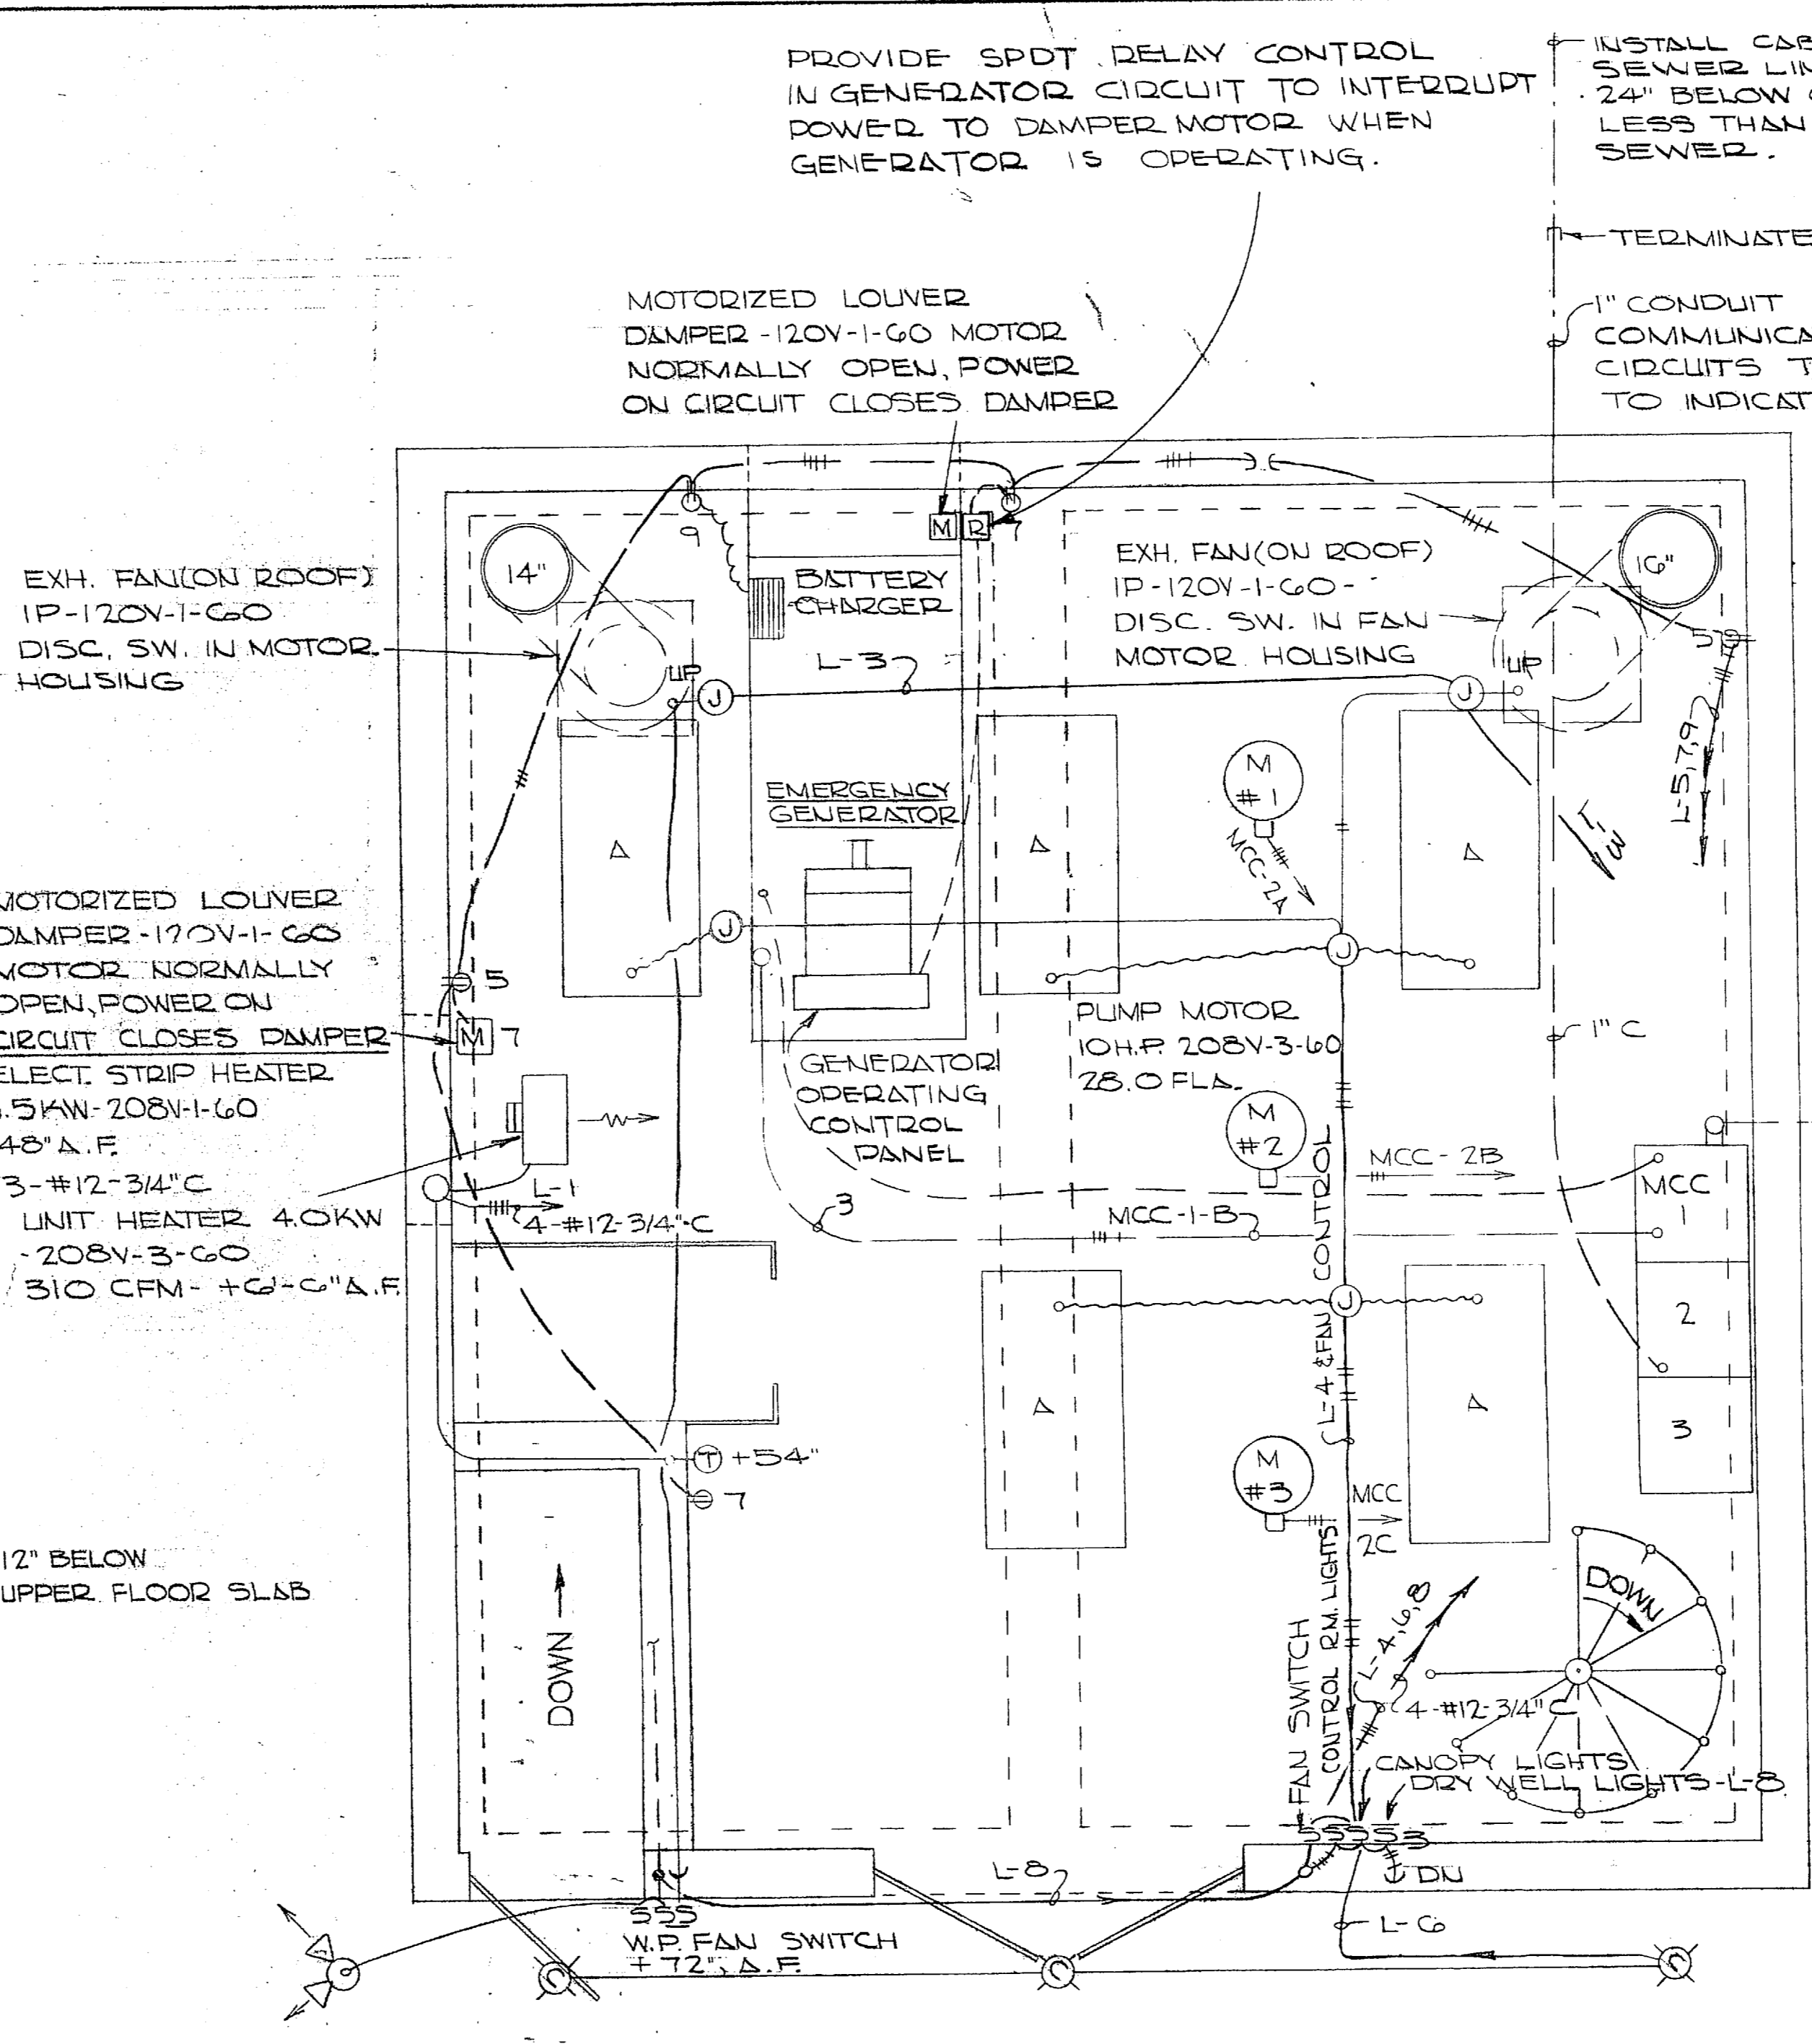 PROVIDE SPDT RELAY CONTROL
IN GENERATOR CIRCUIT TO INTERRUPT
POWER TO DAMPER MOTOR WHEN
GENERATOR IS OPERATING.
INSTALL CAB
SEWER LIN
24" BELOW
LESS THAN
SEWER.
TERMINATE
1" CONDUIT
COMMUNICA
CIRCUITS T
TO INDICAT
MOTORIZED LOUVER
DAMPER-120V-1-60 MOTOR
NORMALLY OPEN, POWER
ON CIRCUIT CLOSES DAMPER
9
M
R
7
14"
16"
EXH. FAN (ON ROOF)
1P-120V-1-60
DISC. SW. IN MOTOR
HOUSING
BATTERY
CHARGER
EXH. FAN (ON ROOF)
1P-120V-1-60-
DISC. SW. IN FAN
MOTOR HOUSING
5
L-3
UP
J
J
UP
L-5,7,9
L-3
EMERGENCY
GENERATOR
M
#1
MCC-2A
A
A
A
J
J
MOTORIZED LOUVER
DAMPER-120V-1-60
MOTOR NORMALLY
OPEN, POWER ON
CIRCUIT CLOSES DAMPER
5
M 7
ELECT. STRIP HEATER
.5KW-208V-1-60
48" A.F.
3-#12-3/4"C
UNIT HEATER 4.0KW
-208V-3-60
310 CFM- +6'-6" A.F.
L-1
4-#12-3/4"-C
GENERATOR
OPERATING
CONTROL
PANEL
PUMP MOTOR
10H.P. 208V-3-60
28.0 FLA.
1" C
M
#2
MCC-2B
3
MCC-1-B
MCC
1
2
3
J
L-4 & FAN CONTROL
A
A
T +54"
7
M
#3
MCC
2C
12" BELOW
UPPER FLOOR SLAB
DOWN
DOWN
FAN SWITCH
CONTROL RM. LIGHTS
L-4,6,8
4-#12-3/4" C
CANOPY LIGHTS
DRY WELL LIGHTS-L-8
SSSS3
DN
L-8
L-6
SSS
W.P. FAN SWITCH
+72", A.F.
C
C
C